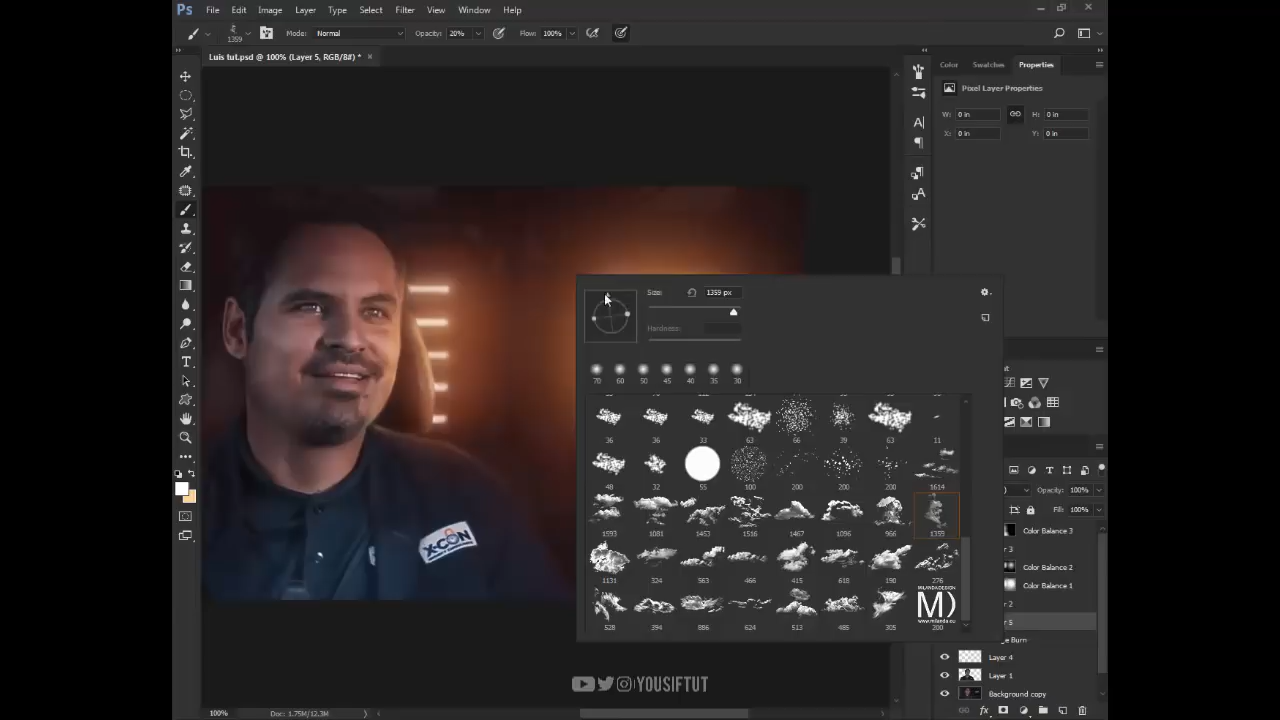 Ps File Edit Image Layer Type Select Filter View Window Help
1359 Mode: Normal Opacity: 20% Flow: 100%
Luis tut.psd @ 100% (Layer 5, RGB/8#) * ×
Color Swatches Properties
Pixel Layer Properties
W: 0 in H: 0 in
X: 0 in Y: 0 in
Size: 1359 px
Hardness:
70 60 50 45 40 35 30
36 36 33 63 66 39 63 11
48 32 55 100 200 200 200 1614
1593 1081 1453 1516 1467 1096 966 1359
1131 324 563 466 415 618 190 276
MILANDADESIGN
M)
www.milanda.eu
528 394 886 624 513 485 305 200
X-CON
Opacity: 100%
Fill: 100%
Color Balance 3
Color Balance 2
Color Balance 1
Layer 4
Layer 1
Background copy
YOUSIFTUT
100% Doc: 1.75M/12.3M
fx